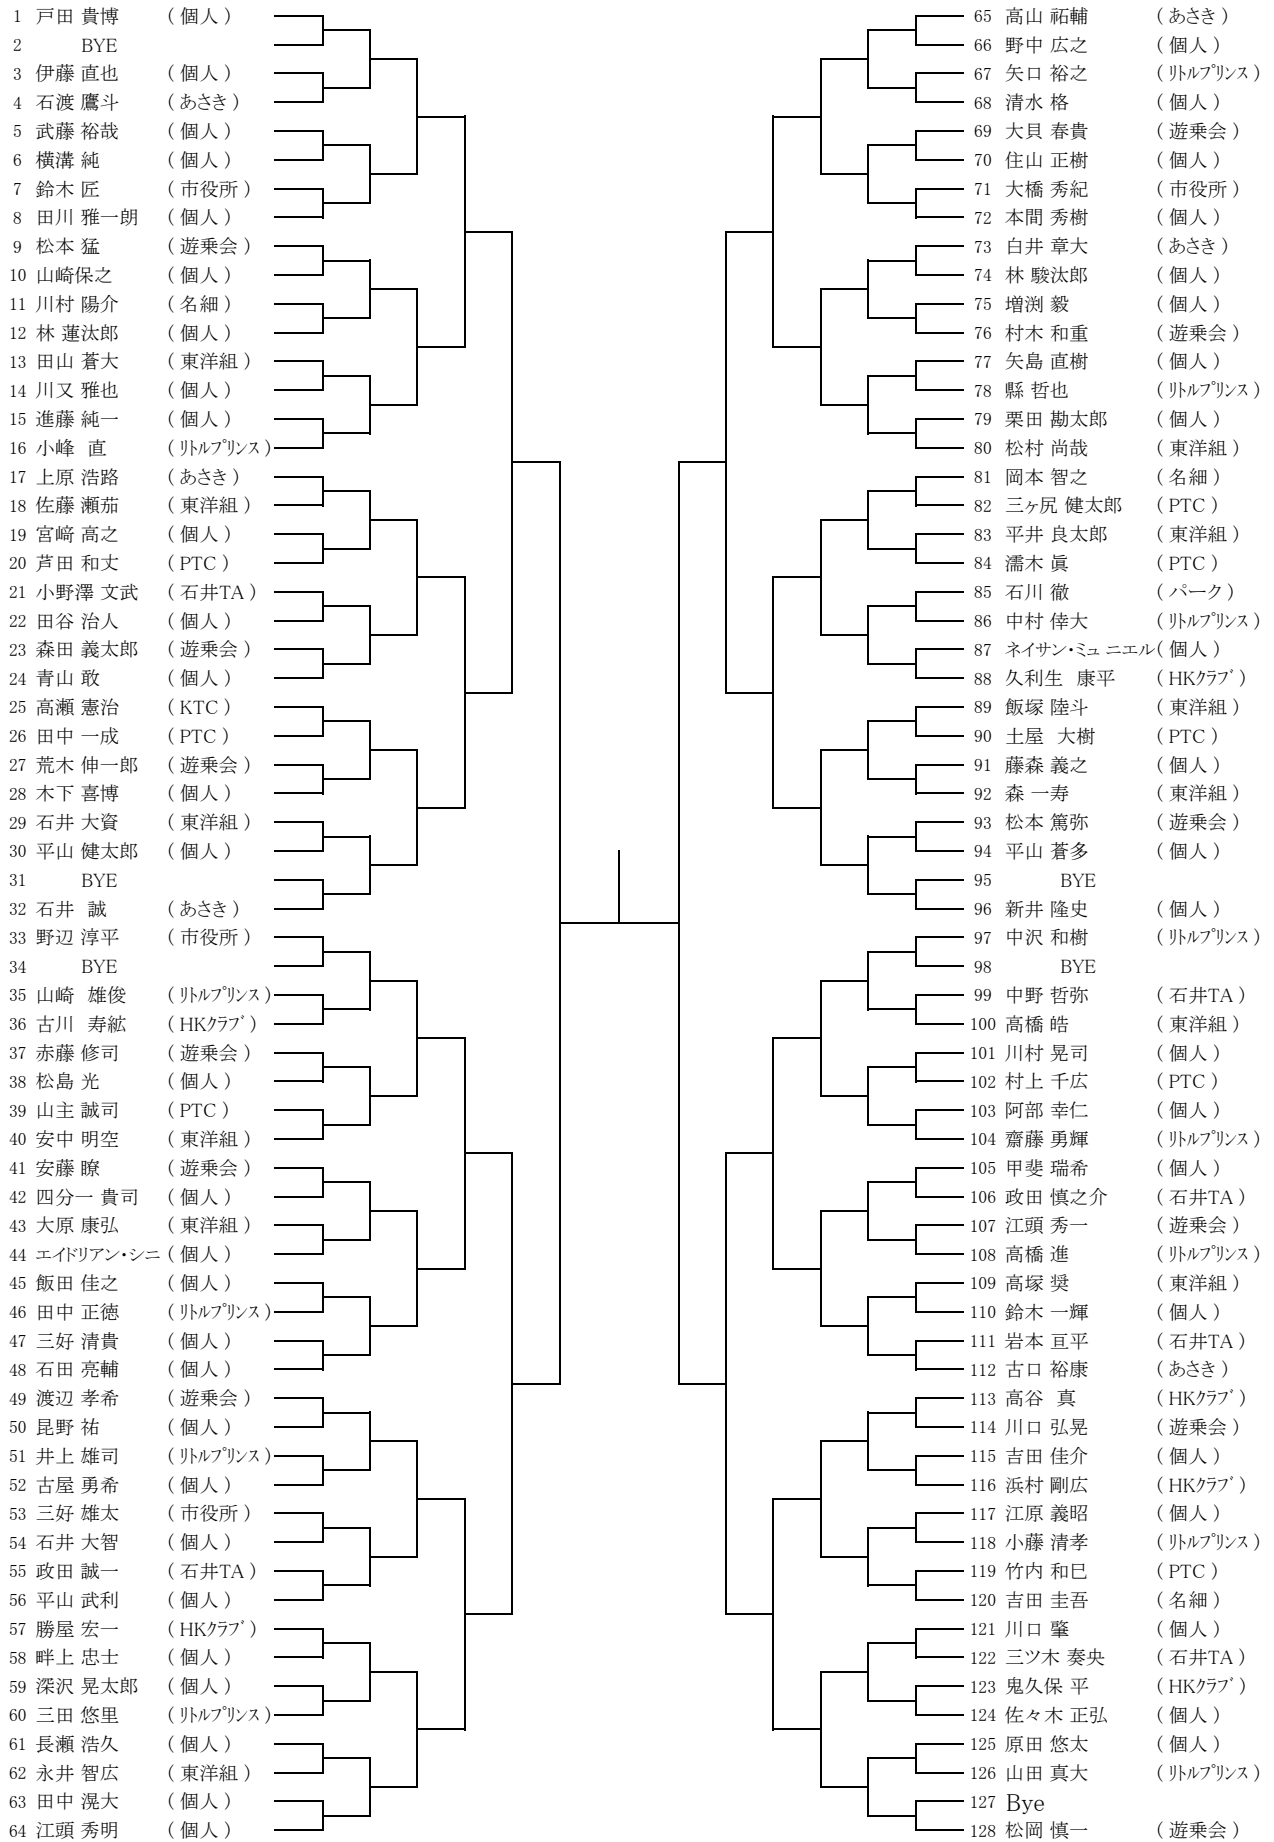 1 戸田 貴博 （ 個人 ）
2 BYE
3 伊藤 直也 （ 個人 ）
4 石渡 鷹斗 （ あさき ）
5 武藤 裕哉 （ 個人 ）
6 横溝 純 （ 個人 ）
7 鈴木 匠 （ 市役所 ）
8 田川 雅一朗 （ 個人 ）
9 松本 猛 （ 遊乗会 ）
10 山崎保之 （ 個人 ）
11 川村 陽介 （ 名細 ）
12 林 蓮汰郎 （ 個人 ）
13 田山 蒼大 （ 東洋組 ）
14 川又 雅也 （ 個人 ）
15 進藤 純一 （ 個人 ）
16 小峰 直 （ ﾘﾄﾙﾌﾟﾘﾝｽ ）
17 上原 浩路 （ あさき ）
18 佐藤 瀬茄 （ 東洋組 ）
19 宮﨑 高之 （ 個人 ）
20 芦田 和丈 （ PTC ）
21 小野澤 文武 （ 石井TA ）
22 田谷 治人 （ 個人 ）
23 森田 義太郎 （ 遊乗会 ）
24 青山 敢 （ 個人 ）
25 高瀬 憲治 （ KTC ）
26 田中 一成 （ PTC ）
27 荒木 伸一郎 （ 遊乗会 ）
28 木下 喜博 （ 個人 ）
29 石井 大資 （ 東洋組 ）
30 平山 健太郎 （ 個人 ）
31 BYE
32 石井 誠 （ あさき ）
33 野辺 淳平 （ 市役所 ）
34 BYE
35 山崎 雄俊 （ ﾘﾄﾙﾌﾟﾘﾝｽ ）
36 古川 寿紘 （ HKｸﾗﾌﾞ ）
37 赤藤 修司 （ 遊乗会 ）
38 松島 光 （ 個人 ）
39 山主 誠司 （ PTC ）
40 安中 明空 （ 東洋組 ）
41 安藤 瞭 （ 遊乗会 ）
42 四分一 貴司 （ 個人 ）
43 大原 康弘 （ 東洋組 ）
44 エイドリアン・シニ （ 個人 ）
45 飯田 佳之 （ 個人 ）
46 田中 正徳 （ ﾘﾄﾙﾌﾟﾘﾝｽ ）
47 三好 清貴 （ 個人 ）
48 石田 亮輔 （ 個人 ）
49 渡辺 孝希 （ 遊乗会 ）
50 昆野 祐 （ 個人 ）
51 井上 雄司 （ ﾘﾄﾙﾌﾟﾘﾝｽ ）
52 古屋 勇希 （ 個人 ）
53 三好 雄太 （ 市役所 ）
54 石井 大智 （ 個人 ）
55 政田 誠一 （ 石井TA ）
56 平山 武利 （ 個人 ）
57 勝屋 宏一 （ HKｸﾗﾌﾞ ）
58 畔上 忠士 （ 個人 ）
59 深沢 晃太郎 （ 個人 ）
60 三田 悠里 （ ﾘﾄﾙﾌﾟﾘﾝｽ ）
61 長瀬 浩久 （ 個人 ）
62 永井 智広 （ 東洋組 ）
63 田中 滉大 （ 個人 ）
64 江頭 秀明 （ 個人 ）
65 高山 祏輔 （ あさき ）
66 野中 広之 （ 個人 ）
67 矢口 裕之 （ ﾘﾄﾙﾌﾟﾘﾝｽ ）
68 清水 格 （ 個人 ）
69 大貝 春貴 （ 遊乗会 ）
70 住山 正樹 （ 個人 ）
71 大橋 秀紀 （ 市役所 ）
72 本間 秀樹 （ 個人 ）
73 白井 章大 （ あさき ）
74 林 駿汰郎 （ 個人 ）
75 増渕 毅 （ 個人 ）
76 村木 和重 （ 遊乗会 ）
77 矢島 直樹 （ 個人 ）
78 縣 哲也 （ ﾘﾄﾙﾌﾟﾘﾝｽ ）
79 栗田 勘太郎 （ 個人 ）
80 松村 尚哉 （ 東洋組 ）
81 岡本 智之 （ 名細 ）
82 三ヶ尻 健太郎 （ PTC ）
83 平井 良太郎 （ 東洋組 ）
84 濡木 眞 （ PTC ）
85 石川 徹 （ パーク ）
86 中村 倖大 （ ﾘﾄﾙﾌﾟﾘﾝｽ ）
87 ネイサン・ミュニエル （ 個人 ）
88 久利生 康平 （ HKｸﾗﾌﾞ ）
89 飯塚 陸斗 （ 東洋組 ）
90 土屋 大樹 （ PTC ）
91 藤森 義之 （ 個人 ）
92 森 一寿 （ 東洋組 ）
93 松本 篤弥 （ 遊乗会 ）
94 平山 蒼多 （ 個人 ）
95 BYE
96 新井 隆史 （ 個人 ）
97 中沢 和樹 （ ﾘﾄﾙﾌﾟﾘﾝｽ ）
98 BYE
99 中野 哲弥 （ 石井TA ）
100 高橋 皓 （ 東洋組 ）
101 川村 晃司 （ 個人 ）
102 村上 千広 （ PTC ）
103 阿部 幸仁 （ 個人 ）
104 齋藤 勇輝 （ ﾘﾄﾙﾌﾟﾘﾝｽ ）
105 甲斐 瑞希 （ 個人 ）
106 政田 慎之介 （ 石井TA ）
107 江頭 秀一 （ 遊乗会 ）
108 高橋 進 （ ﾘﾄﾙﾌﾟﾘﾝｽ ）
109 高塚 奨 （ 東洋組 ）
110 鈴木 一輝 （ 個人 ）
111 岩本 亘平 （ 石井TA ）
112 古口 裕康 （ あさき ）
113 高谷 真 （ HKｸﾗﾌﾞ ）
114 川口 弘晃 （ 遊乗会 ）
115 吉田 佳介 （ 個人 ）
116 浜村 剛広 （ HKｸﾗﾌﾞ ）
117 江原 義昭 （ 個人 ）
118 小藤 清孝 （ ﾘﾄﾙﾌﾟﾘﾝｽ ）
119 竹内 和巳 （ PTC ）
120 吉田 圭吾 （ 名細 ）
121 川口 肇 （ 個人 ）
122 三ツ木 奏央 （ 石井TA ）
123 鬼久保 平 （ HKｸﾗﾌﾞ ）
124 佐々木 正弘 （ 個人 ）
125 原田 悠太 （ 個人 ）
126 山田 真大 （ ﾘﾄﾙﾌﾟﾘﾝｽ ）
127 Bye
128 松岡 慎一 （ 遊乗会 ）